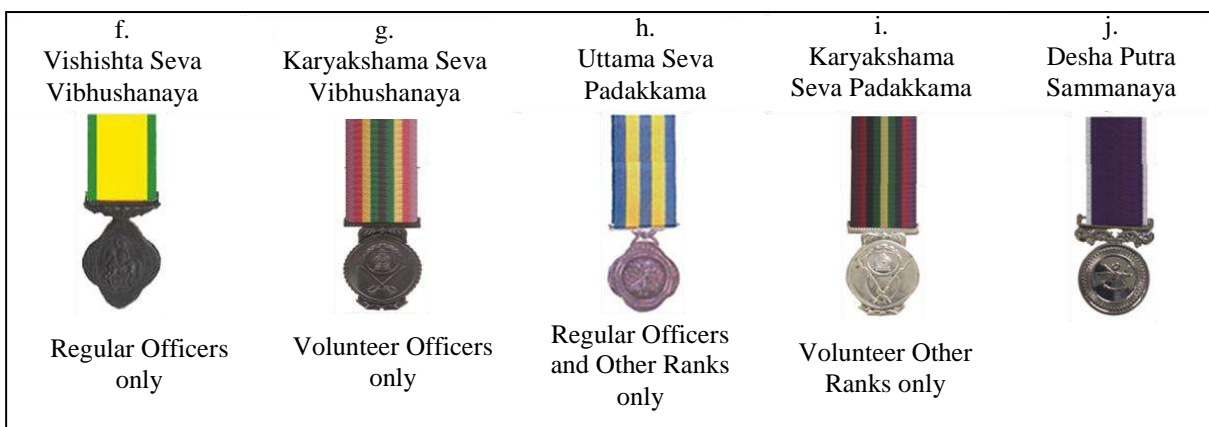 f.
Vishishta Seva
Vibhushanaya
g.
Karyakshama Seva
Vibhushanaya
h.
Uttama Seva
Padakkama
i.
Karyakshama
Seva Padakkama
j.
Desha Putra
Sammanaya
Regular Officers
only
Volunteer Officers
only
Regular Officers
and Other Ranks
only
Volunteer Other
Ranks only